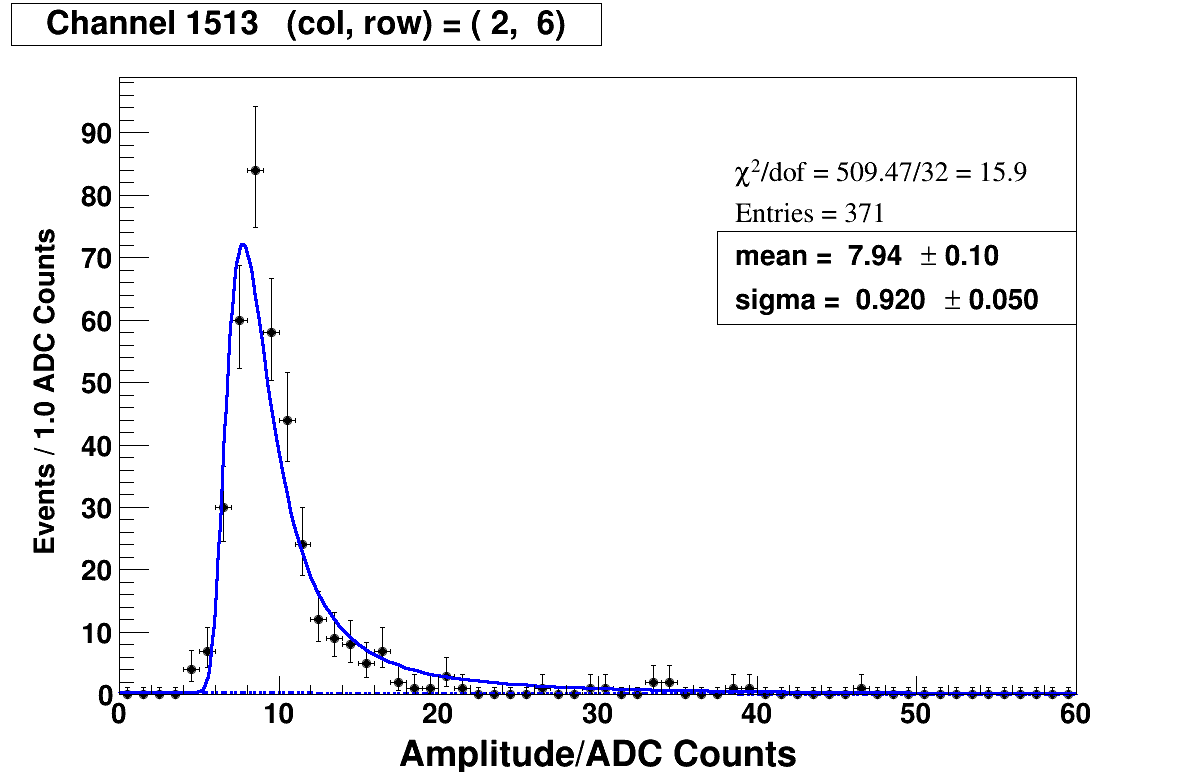 Channel 1513 (col, row) = ( 2, 6)
χ²/dof = 509.47/32 = 15.9
Entries = 371
mean = 7.94 ± 0.10
sigma = 0.920 ± 0.050
Events / 1.0 ADC Counts
90
80
70
60
50
40
30
20
10
0
0 10 20 30 40 50 60
Amplitude/ADC Counts